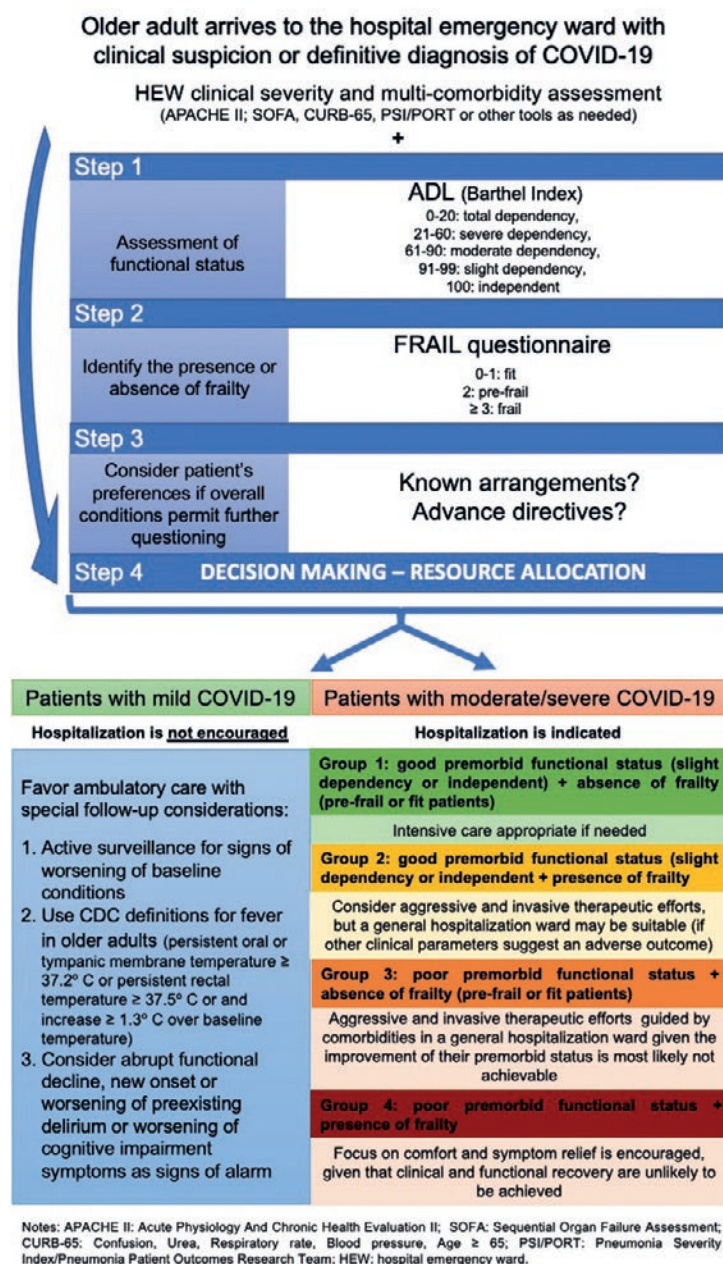 Older adult arrives to the hospital emergency ward with
clinical suspicion or definitive diagnosis of COVID-19
HEW clinical severity and multi-comorbidity assessment
(APACHE II; SOFA, CURB-65, PSI/PORT or other tools as needed)
+
Step 1
Assessment of
functional status
ADL (Barthel Index)
0-20: total dependency,
21-60: severe dependency,
61-90: moderate dependency,
91-99: slight dependency,
100: independent
Step 2
Identify the presence or
absence of frailty
FRAIL questionnaire
0-1: fit
2: pre-frail
≥ 3: frail
Step 3
Consider patient's
preferences if overall
conditions permit further
questioning
Known arrangements?
Advance directives?
Step 4
DECISION MAKING – RESOURCE ALLOCATION
Patients with mild COVID-19
Hospitalization is not encouraged
Favor ambulatory care with
special follow-up considerations:
1. Active surveillance for signs of
worsening of baseline
conditions
2. Use CDC definitions for fever
in older adults (persistent oral or
tympanic membrane temperature ≥
37.2º C or persistent rectal
temperature ≥ 37.5º C or and
increase ≥ 1.3º C over baseline
temperature)
3. Consider abrupt functional
decline, new onset or
worsening of preexisting
delirium or worsening of
cognitive impairment
symptoms as signs of alarm
Patients with moderate/severe COVID-19
Hospitalization is indicated
Group 1: good premorbid functional status (slight
dependency or independent) + absence of frailty
(pre-frail or fit patients)
Intensive care appropriate if needed
Group 2: good premorbid functional status (slight
dependency or independent + presence of frailty
Consider aggressive and invasive therapeutic efforts,
but a general hospitalization ward may be suitable (if
other clinical parameters suggest an adverse outcome)
Group 3: poor premorbid functional status +
absence of frailty (pre-frail or fit patients)
Aggressive and invasive therapeutic efforts guided by
comorbidities in a general hospitalization ward given the
improvement of their premorbid status is most likely not
achievable
Group 4: poor premorbid functional status +
presence of frailty
Focus on comfort and symptom relief is encouraged,
given that clinical and functional recovery are unlikely to
be achieved
Notes: APACHE II: Acute Physiology And Chronic Health Evaluation II; SOFA: Sequential Organ Failure Assessment;
CURB-65: Confusion, Urea, Respiratory rate, Blood pressure, Age ≥ 65; PSI/PORT: Pneumonia Severity
Index/Pneumonia Patient Outcomes Research Team; HEW: hospital emergency ward.